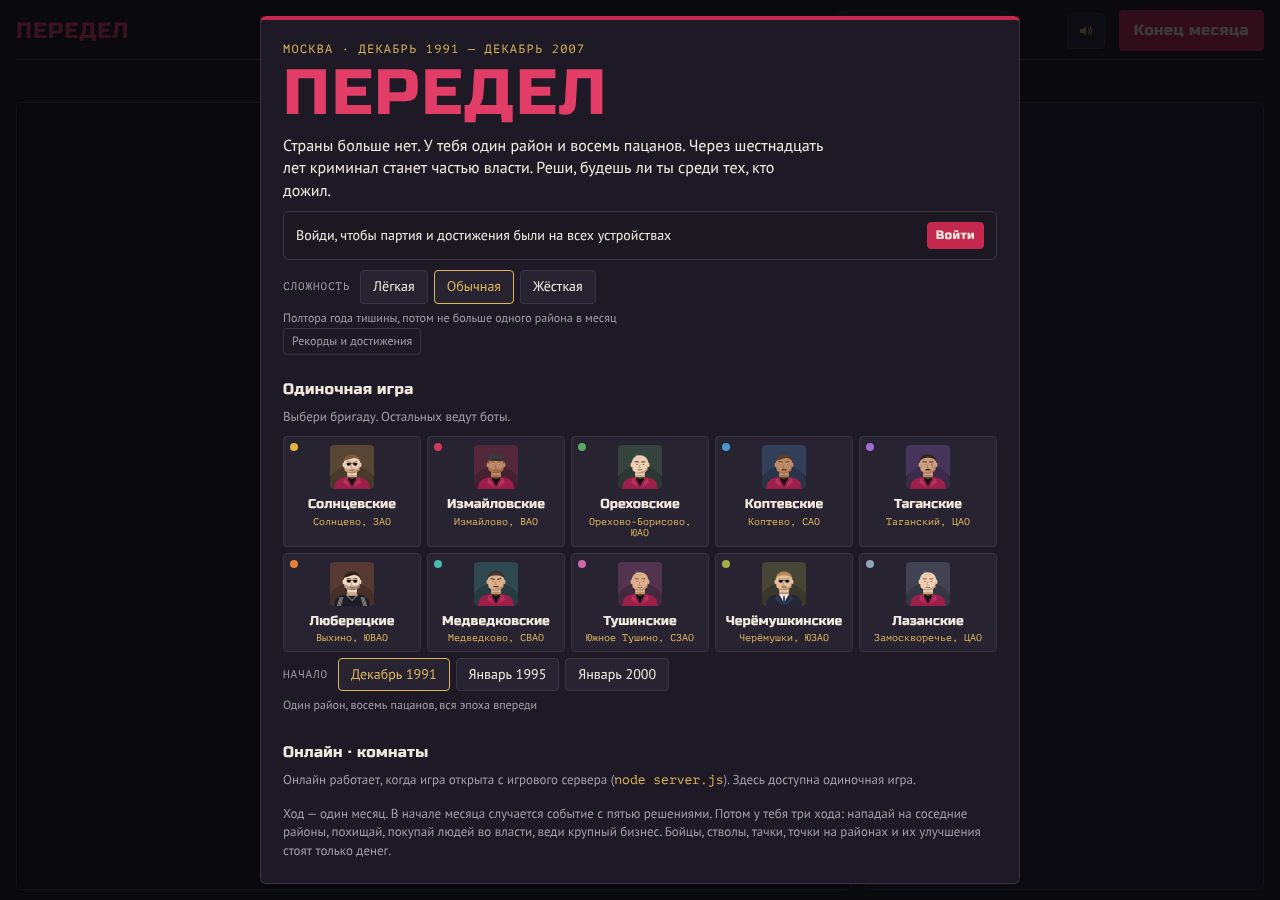 ПЕРЕДЕЛ
Конец месяца
МОСКВА · ДЕКАБРЬ 1991 — ДЕКАБРЬ 2007
ПЕРЕДЕЛ
Страны больше нет. У тебя один район и восемь пацанов. Через шестнадцать
лет криминал станет частью власти. Реши, будешь ли ты среди тех, кто
дожил.
Войди, чтобы партия и достижения были на всех устройствах
Войти
СЛОЖНОСТЬ
Лёгкая
Обычная
Жёсткая
Полтора года тишины, потом не больше одного района в месяц
Рекорды и достижения
Одиночная игра
Выбери бригаду. Остальных ведут боты.
Солнцевские
Солнцево, ЗАО
Измайловские
Измайлово, ВАО
Ореховские
Орехово-Борисово,
ЮАО
Коптевские
Коптево, САО
Таганские
Таганский, ЦАО
Люберецкие
Выхино, ЮВАО
Медведковские
Медведково, СВАО
Тушинские
Южное Тушино, СЗАО
Черёмушкинские
Черёмушки, ЮЗАО
Лазанские
Замоскворечье, ЦАО
НАЧАЛО
Декабрь 1991
Январь 1995
Январь 2000
Один район, восемь пацанов, вся эпоха впереди
Онлайн · комнаты
Онлайн работает, когда игра открыта с игрового сервера (node server.js). Здесь доступна одиночная игра.
Ход — один месяц. В начале месяца случается событие с пятью решениями. Потом у тебя три хода: нападай на соседние
районы, похищай, покупай людей во власти, веди крупный бизнес. Бойцы, стволы, тачки, точки на районах и их улучшения
стоят только денег.